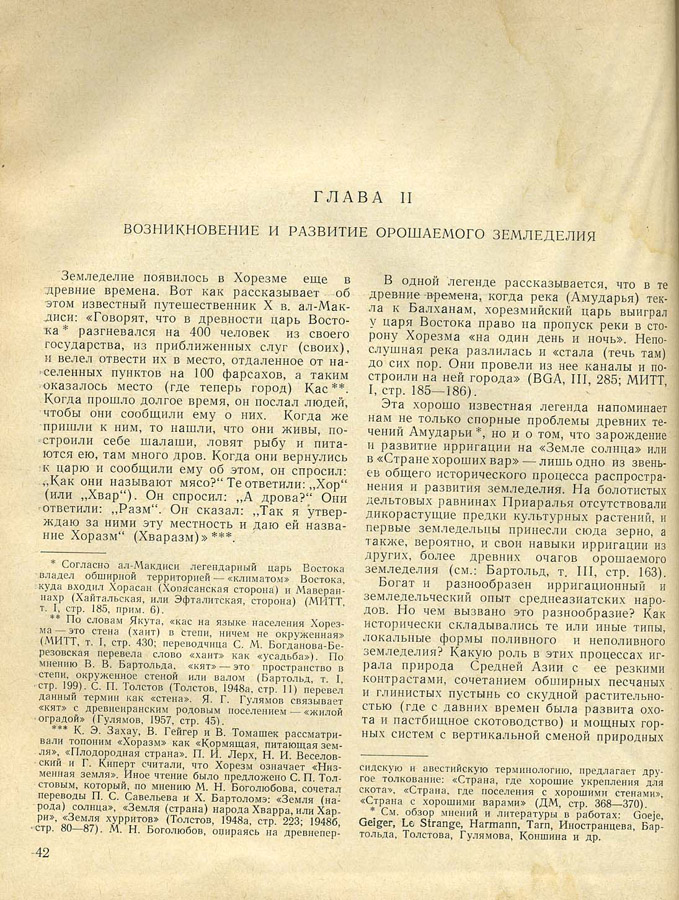 ГЛАВА II
ВОЗНИКНОВЕНИЕ И РАЗВИТИЕ ОРОШАЕМОГО ЗЕМЛЕДЕЛИЯ
Земледелие появилось в Хорезме еще в
древние времена. Вот как рассказывает об
этом известный путешественник X в. ал-Мак-
диси: «Говорят, что в древности царь Восто-
ка * разгневался на 400 человек из своего
государства, из приближенных слуг (своих),
и велел отвести их в место, отдаленное от на-
селенных пунктов на 100 фарсахов, а таким
оказалось место (где теперь город) Кас **.
Когда прошло долгое время, он послал людей,
чтобы они сообщили ему о них. Когда же
пришли к ним, то нашли, что они живы, по-
строили себе шалаши, ловят рыбу и пита-
ются ею, там много дров. Когда они вернулись
к царю и сообщили ему об этом, он спросил:
„Как они называют мясо?“ Те ответили: „Хор“
(или „Хвар“). Он спросил: „А дрова?“ Они
ответили: „Разм“. Он сказал: „Так я утвер-
ждаю за ними эту местность и даю ей назва-
ние Хоразм“ (Хваразм)» ***.
* Согласно ал-Макдиси легендарный царь Востока
владел обширной территорией — «климатом» Востока,
куда входил Хорасан (Хорасанская сторона) и Маверан-
нахр (Хайтальская, или Эфталитская, сторона) (МИТТ,
т. I, стр. 185, прим. 6).
** По словам Якута, «кас на языке населения Хорез-
ма — это стена (хаит) в степи, ничем не окруженная»
(МИТТ, т. I, стр. 430; переводчица С. М. Богданова-Бе-
резовская перевела слово «хаит» как «усадьба»). По
мнению В. В. Бартольда, «кят» — это пространство в
степи, окруженное стеной или валом (Бартольд, т. I,
стр. 199). С. П. Толстов (Толстов, 1948а, стр. 11) перевел
данный термин как «стена». Я. Г. Гулямов связывает
«кят» с древнеиранским родовым поселением — «жилой
оградой» (Гулямов, 1957, стр. 45).
*** К. Э. Захау, В. Гейгер и В. Томашек рассматри-
вали топоним «Хоразм» как «Кормящая, питающая зем-
ля», «Плодородная страна». П. И. Лерх, Н. И. Веселов-
ский и Г. Киперт считали, что Хорезм означает «Низ-
менная земля». Иное чтение было предложено С. П. Тол-
стовым, который, по мнению М. Н. Боголюбова, сочетал
переводы П. С. Савельева и Х. Бартоломэ: «Земля (на-
рода) солнца», «Земля (страна) народа Хварра, или Хар-
ри», «Земля хурритов» (Толстов, 1948а, стр. 223; 1948б,
стр. 80—87). М. Н. Боголюбов, опираясь на древнепер-
42
В одной легенде рассказывается, что в те
древние времена, когда река (Амударья) тек-
ла к Балханам, хорезмийский царь выиграл
у царя Востока право на пропуск реки в сто-
рону Хорезма «на один день и ночь». Непо-
слушная река разлилась и «стала (течь там)
до сих пор. Они провели из нее каналы и по-
строили на ней города» (BGA, III, 285; МИТТ,
I, стр. 185—186).
Эта хорошо известная легенда напоминает
нам не только спорные проблемы древних те-
чений Амударьи *, но и о том, что зарождение
и развитие ирригации на «Земле солнца» или
в «Стране хороших вар» — лишь одно из звень-
ев общего исторического процесса распростра-
нения и развития земледелия. На болотистых
дельтовых равнинах Приаралья отсутствовали
дикорастущие предки культурных растений, и
первые земледельцы принесли сюда зерно, а
также, вероятно, и свои навыки ирригации из
других, более древних очагов орошаемого
земледелия (см.: Бартольд, т. III, стр. 163).
Богат и разнообразен ирригационный и
земледельческий опыт среднеазиатских наро-
дов. Но чем вызвано это разнообразие? Как
исторически складывались те или иные типы,
локальные формы поливного и неполивного
земледелия? Какую роль в этих процессах иг-
рала природа Средней Азии с ее резкими
контрастами, сочетанием обширных песчаных
и глинистых пустынь со скудной растительно-
стью (где с давних времен была развита охо-
та и пастбищное скотоводство) и мощных гор-
ных систем с вертикальной сменой природных
сидскую и авестийскую терминологию, предлагает дру-
гое толкование: «Страна, где хорошие укрепления для
скота», «Страна, где поселения с хорошими стенами»,
«Страна с хорошими варами» (ДМ, стр. 368—370).
* См. обзор мнений и литературы в работах: Goeje,
Geiger, Le Strange, Harmann, Tarn, Иностранцева, Бар-
тольда, Толстова, Гулямова, Коншина и др.